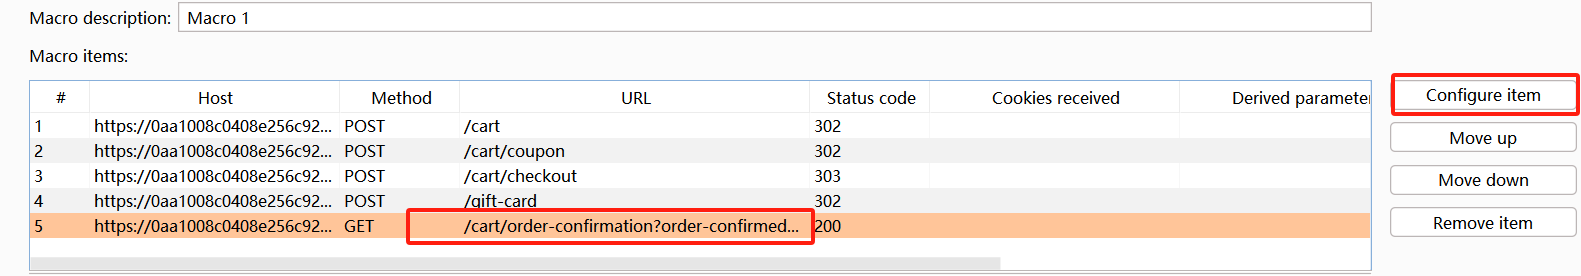 Macro description: Macro 1
Macro items:
# Host Method URL Status code Cookies received Derived paramete
1 https://0aa1008c0408e256c92... POST /cart 302
2 https://0aa1008c0408e256c92... POST /cart/coupon 302
3 https://0aa1008c0408e256c92... POST /cart/checkout 303
4 https://0aa1008c0408e256c92... POST /gift-card 302
5 https://0aa1008c0408e256c92... GET /cart/order-confirmation?order-confirmed... 200
Configure item
Move up
Move down
Remove item